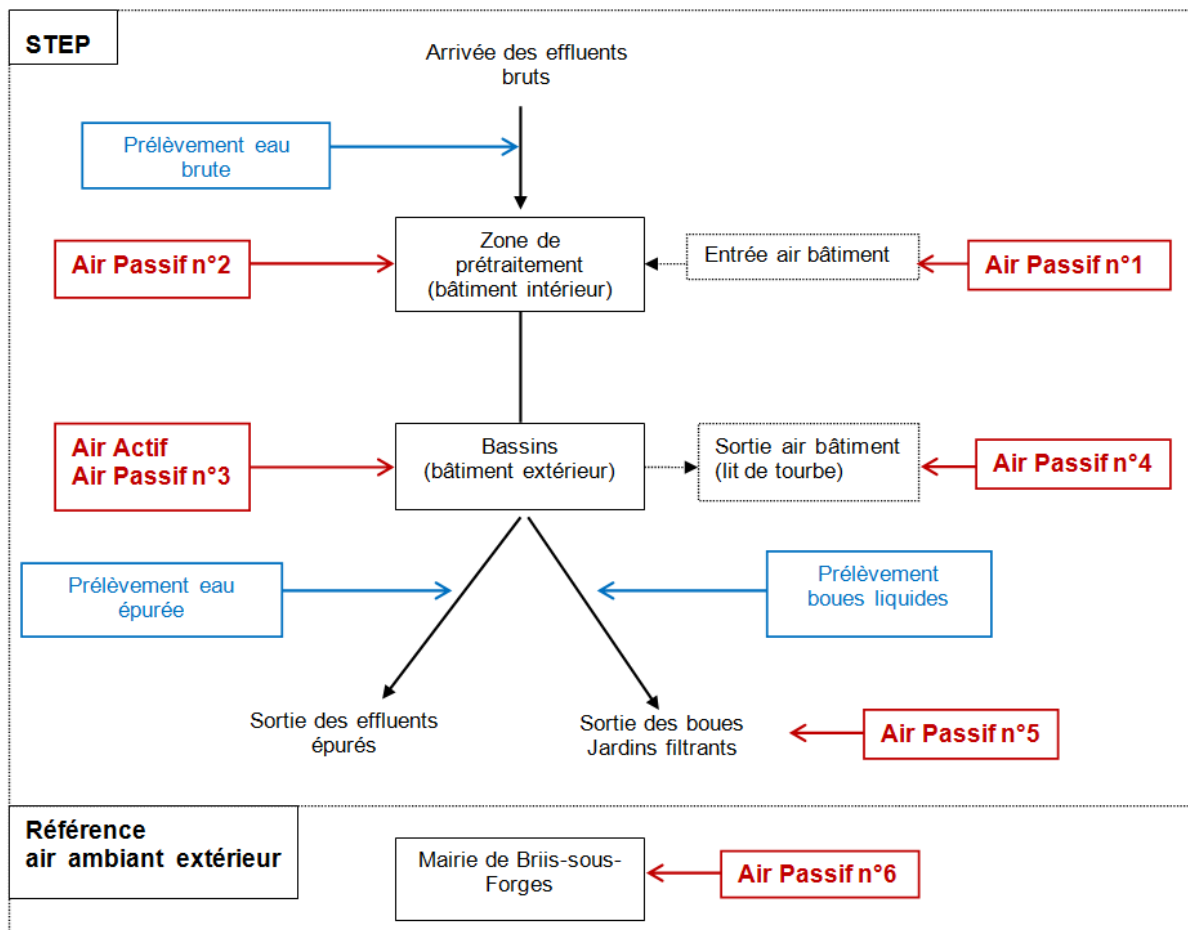 STEP
Arrivée des effluents
bruts
Prélèvement eau
brute
Zone de
prétraitement
(bâtiment intérieur)
Entrée air bâtiment
Air Passif n°2
Air Passif n°1
Air Actif
Air Passif n°3
Bassins
(bâtiment extérieur)
Sortie air bâtiment
(lit de tourbe)
Air Passif n°4
Prélèvement eau
épurée
Prélèvement
boues liquides
Sortie des effluents
épurés
Sortie des boues
Jardins filtrants
Air Passif n°5
Référence
air ambiant extérieur
Mairie de Briis-sous-
Forges
Air Passif n°6